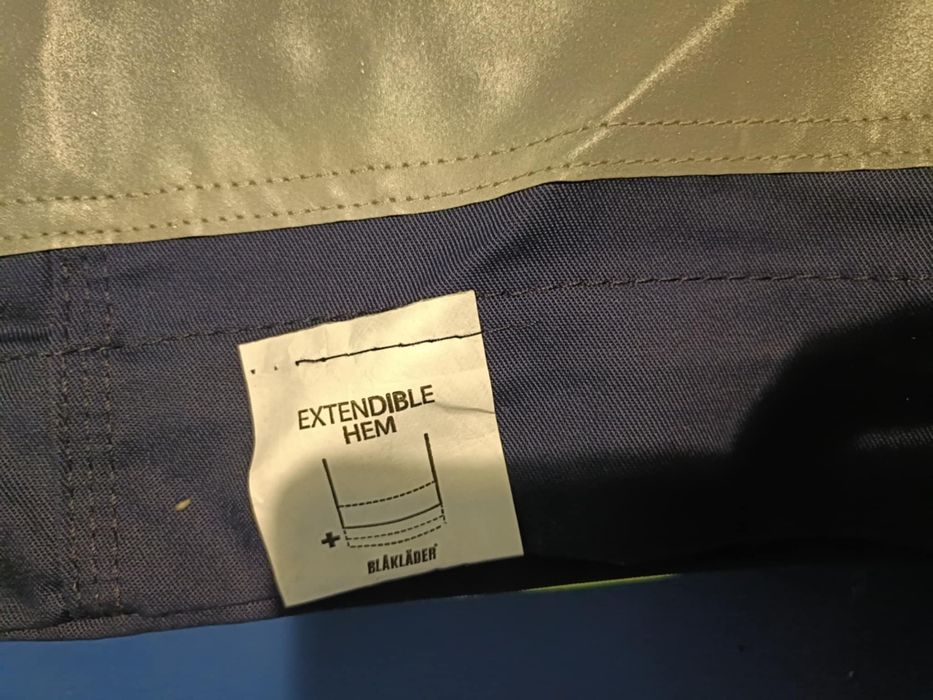 EXTENDIBLE
HEM
+
BLÅKLÄDER®